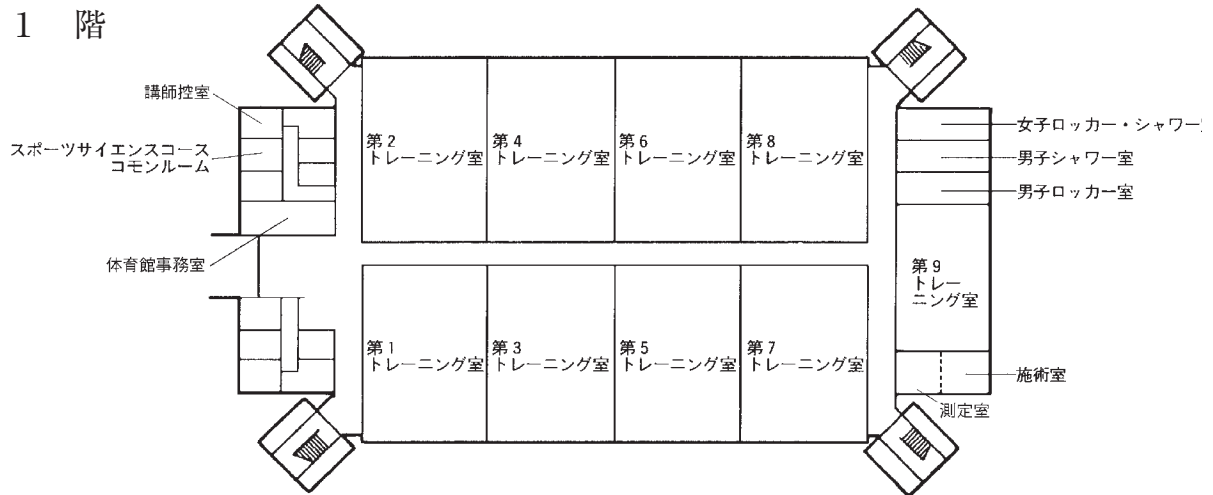 1 階
講師控室
スポーツサイエンスコース
コモンルーム
体育館事務室
第2
トレーニング室
第4
トレーニング室
第6
トレーニング室
第8
トレーニング室
女子ロッカー・シャワー
男子シャワー室
男子ロッカー室
第9
トレー
ニング室
第1
トレーニング室
第3
トレーニング室
第5
トレーニング室
第7
トレーニング室
施術室
測定室